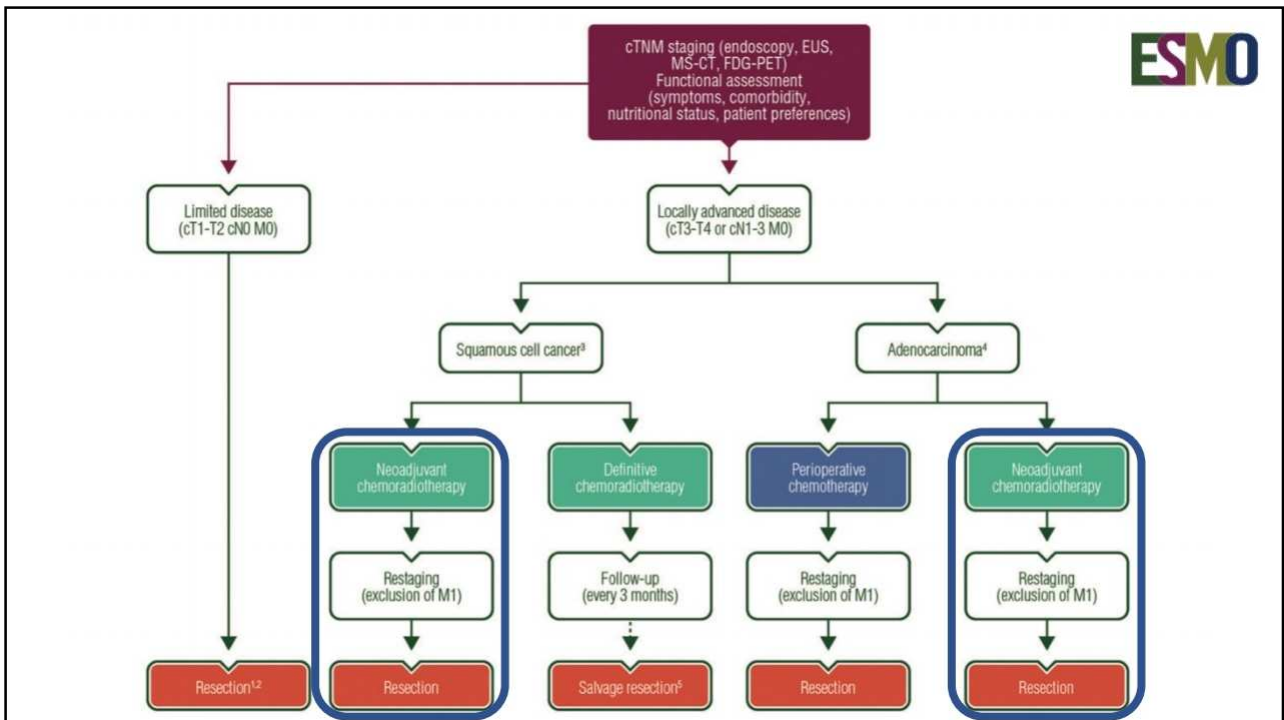 cTNM staging (endoscopy, EUS,
MS-CT, FDG-PET)
Functional assessment
(symptoms, comorbidity,
nutritional status, patient preferences)
ESMO
Limited disease
(cT1-T2 cN0 M0)
Locally advanced disease
(cT3-T4 or cN1-3 M0)
Squamous cell cancer³
Adenocarcinoma⁴
Neoadjuvant
chemoradiotherapy
Definitive
chemoradiotherapy
Perioperative
chemotherapy
Neoadjuvant
chemoradiotherapy
Restaging
(exclusion of M1)
Follow-up
(every 3 months)
Restaging
(exclusion of M1)
Restaging
(exclusion of M1)
Resection¹,²
Resection
Salvage resection⁵
Resection
Resection